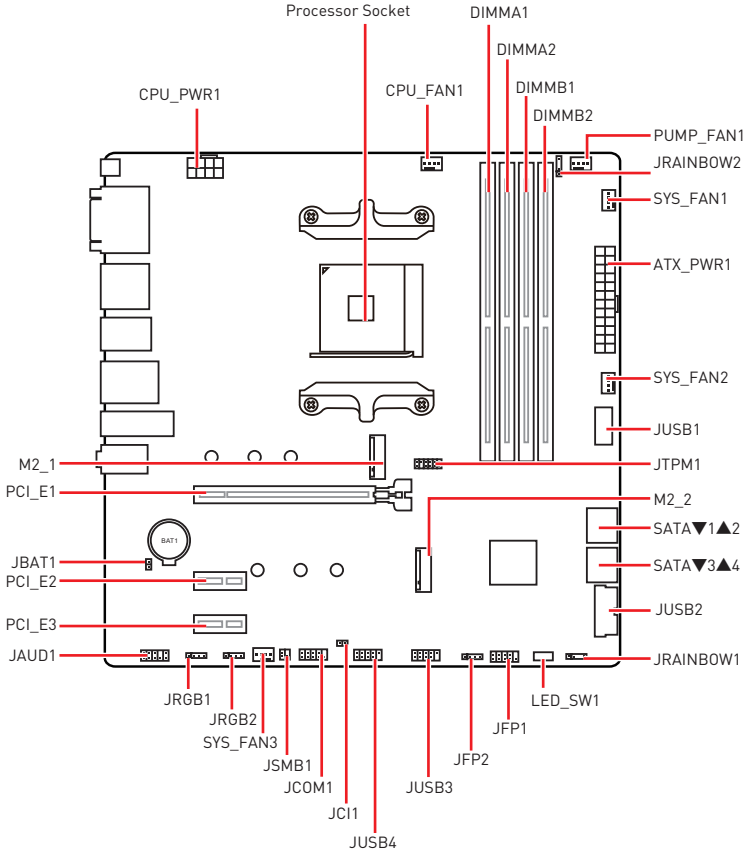 Processor Socket
DIMMA1
DIMMA2
CPU_PWR1
CPU_FAN1
DIMMB1
DIMMB2
PUMP_FAN1
JRAINBOW2
SYS_FAN1
ATX_PWR1
SYS_FAN2
JUSB1
M2_1
JTPM1
PCI_E1
M2_2
SATA▼1▲2
BAT1
JBAT1
SATA▼3▲4
PCI_E2
JUSB2
PCI_E3
JAUD1
JRAINBOW1
JRGB1
LED_SW1
JRGB2
JFP1
SYS_FAN3
JFP2
JSMB1
JCOM1
JUSB3
JCI1
JUSB4